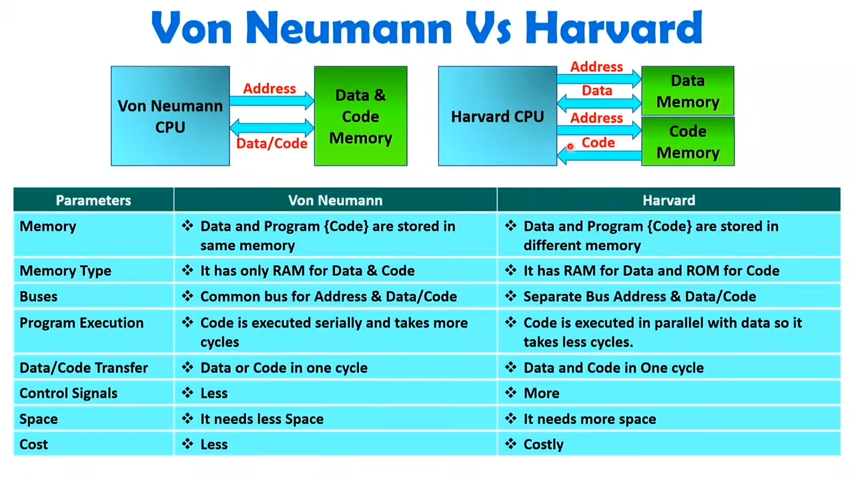 Von Neumann Vs Harvard
Von Neumann
CPU
Address
Data/Code
Data &
Code
Memory
Harvard CPU
Address
Data
Address
Code
Data
Memory
Code
Memory
Parameters Von Neumann Harvard
Memory ❖ Data and Program {Code} are stored in
same memory
❖ Data and Program {Code} are stored in
different memory
Memory Type ❖ It has only RAM for Data & Code ❖ It has RAM for Data and ROM for Code
Buses ❖ Common bus for Address & Data/Code ❖ Separate Bus Address & Data/Code
Program Execution ❖ Code is executed serially and takes more
cycles
❖ Code is executed in parallel with data so it
takes less cycles.
Data/Code Transfer ❖ Data or Code in one cycle ❖ Data and Code in One cycle
Control Signals ❖ Less ❖ More
Space ❖ It needs less Space ❖ It needs more space
Cost ❖ Less ❖ Costly